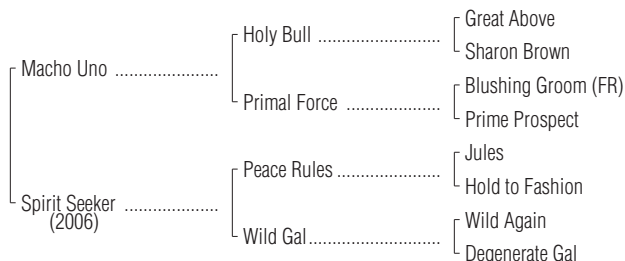 Great Above
Holy Bull ..........................
Sharon Brown
Macho Uno ......................
Blushing Groom (FR)
Primal Force ......................
Prime Prospect
Jules
Peace Rules ......................
Hold to Fashion
Spirit Seeker ....................
(2006)
Wild Again
Wild Gal............................
Degenerate Gal